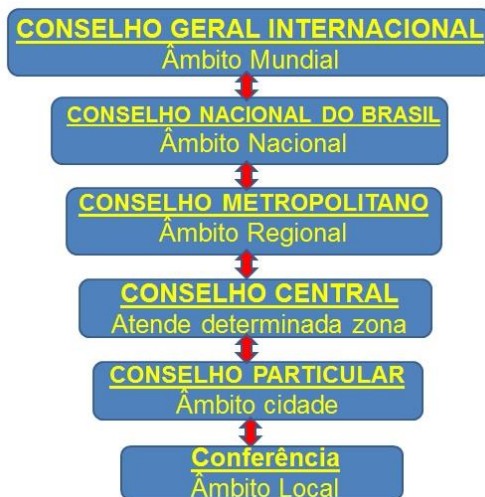 CONSELHO GERAL INTERNACIONAL
Âmbito Mundial
CONSELHO NACIONAL DO BRASIL
Âmbito Nacional
CONSELHO METROPOLITANO
Âmbito Regional
CONSELHO CENTRAL
Atende determinada zona
CONSELHO PARTICULAR
Âmbito cidade
Conferência
Âmbito Local